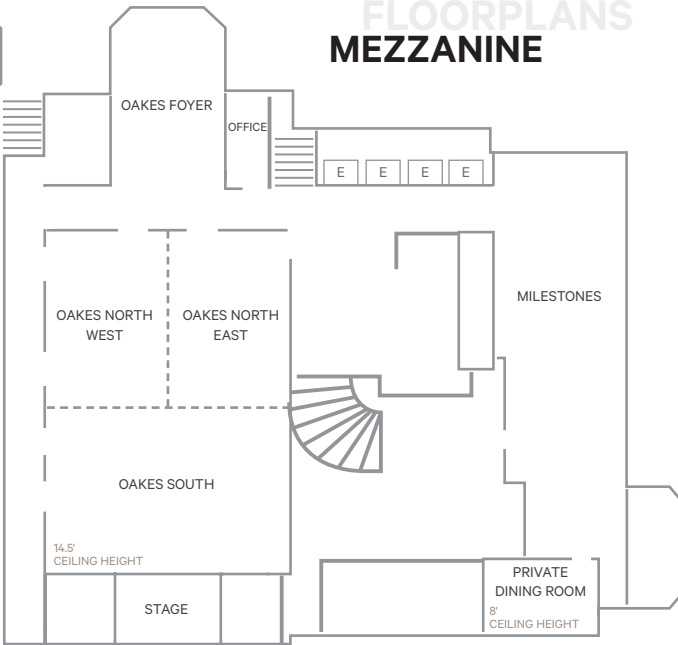 FLOORPLANS
MEZZANINE
OAKES FOYER
OFFICE
E E E E
MILESTONES
OAKES NORTH
WEST
OAKES NORTH
EAST
OAKES SOUTH
14.5'
CEILING HEIGHT
STAGE
PRIVATE
DINING ROOM
8'
CEILING HEIGHT